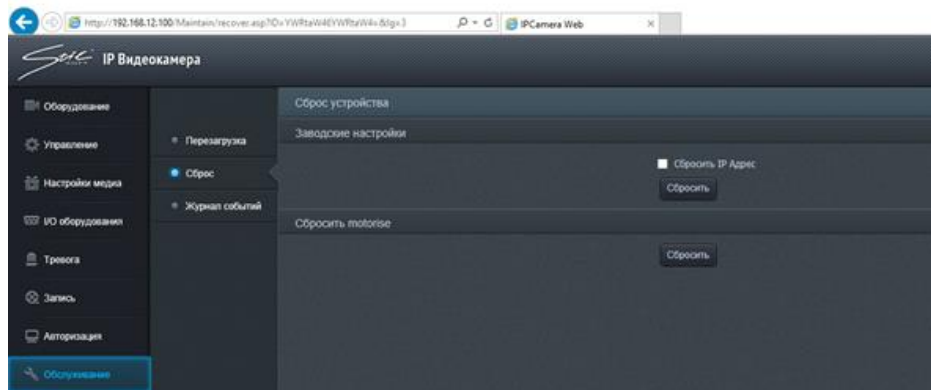 http://192.168.12.100/Maintain/recover.asp?ID=YWRtaW46YWRtaW4=&lg=3
IPCamera Web
IP Видеокамера
Оборудование
Управление
Настройки медиа
I/O оборудования
Тревога
Запись
Авторизация
Обслуживание
Перезагрузка
Сброс
Журнал событий
Сброс устройства
Заводские настройки
Сбросить IP Адрес
Сбросить
Сбросить motorise
Сбросить